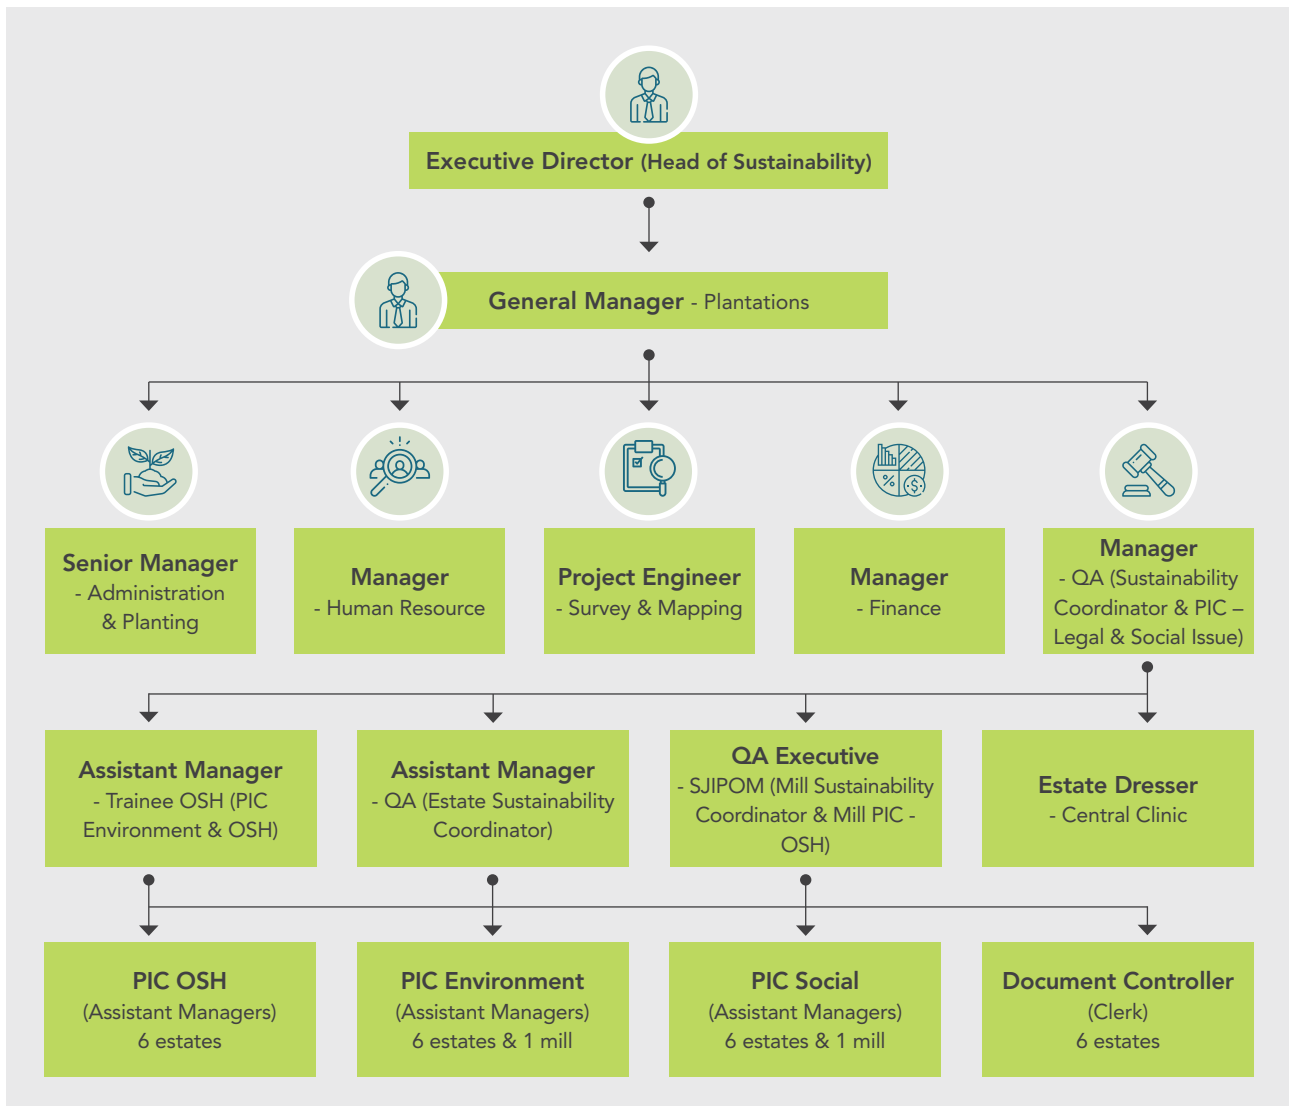 Executive Director (Head of Sustainability)
General Manager - Plantations
Senior Manager
- Administration
& Planting
Manager
- Human Resource
Project Engineer
- Survey & Mapping
%
$
Manager
- Finance
Manager
- QA (Sustainability
Coordinator & PIC –
Legal & Social Issue)
Assistant Manager
- Trainee OSH (PIC
Environment & OSH)
Assistant Manager
- QA (Estate Sustainability
Coordinator)
QA Executive
- SJIPOM (Mill Sustainability
Coordinator & Mill PIC -
OSH)
Estate Dresser
- Central Clinic
PIC OSH
(Assistant Managers)
6 estates
PIC Environment
(Assistant Managers)
6 estates & 1 mill
PIC Social
(Assistant Managers)
6 estates & 1 mill
Document Controller
(Clerk)
6 estates